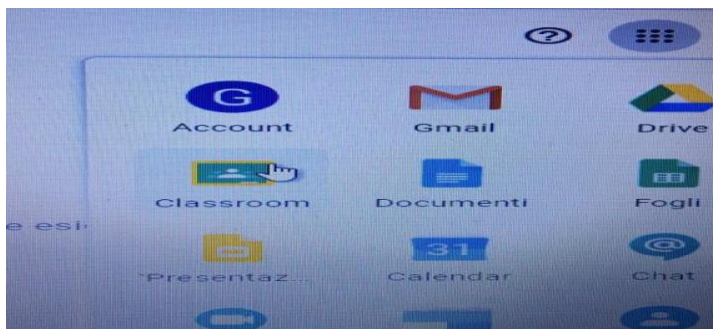 ?
G
Account Gmail Drive
Classroom Documenti Fogli
e esi
31
Presentaz... Calendar Chat